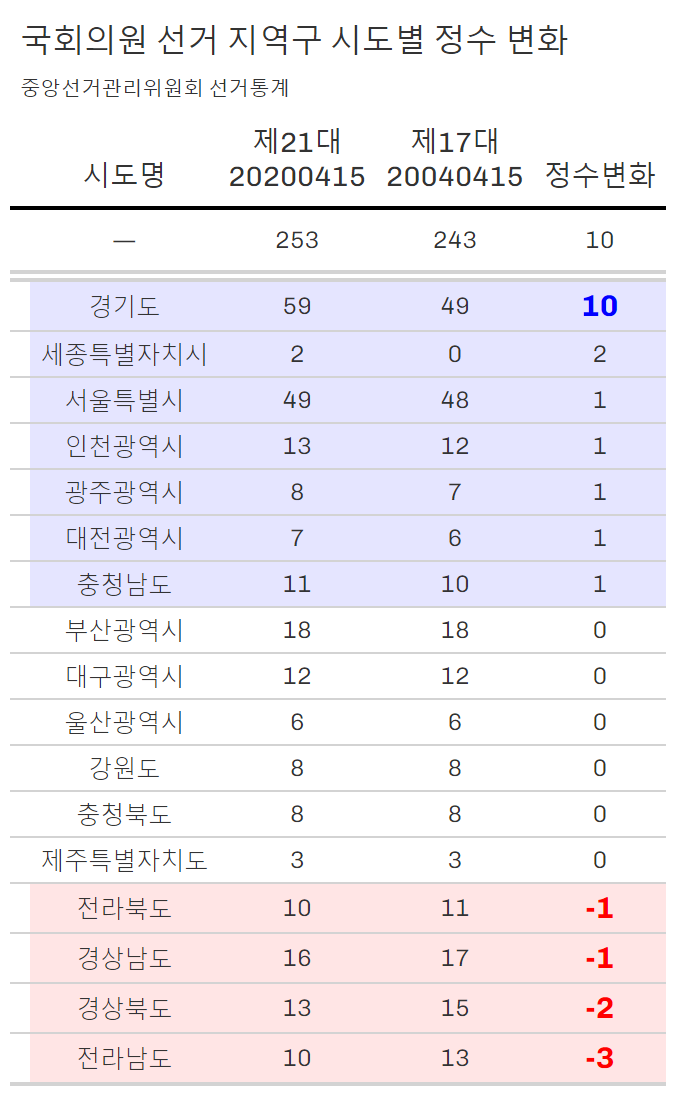 국회의원 선거 지역구 시도별 정수 변화
중앙선거관리위원회 선거통계
시도명 제21대 20200415 제17대 20040415 정수변화
— 253 243 10
경기도 59 49 10
세종특별자치시 2 0 2
서울특별시 49 48 1
인천광역시 13 12 1
광주광역시 8 7 1
대전광역시 7 6 1
충청남도 11 10 1
부산광역시 18 18 0
대구광역시 12 12 0
울산광역시 6 6 0
강원도 8 8 0
충청북도 8 8 0
제주특별자치도 3 3 0
전라북도 10 11 -1
경상남도 16 17 -1
경상북도 13 15 -2
전라남도 10 13 -3